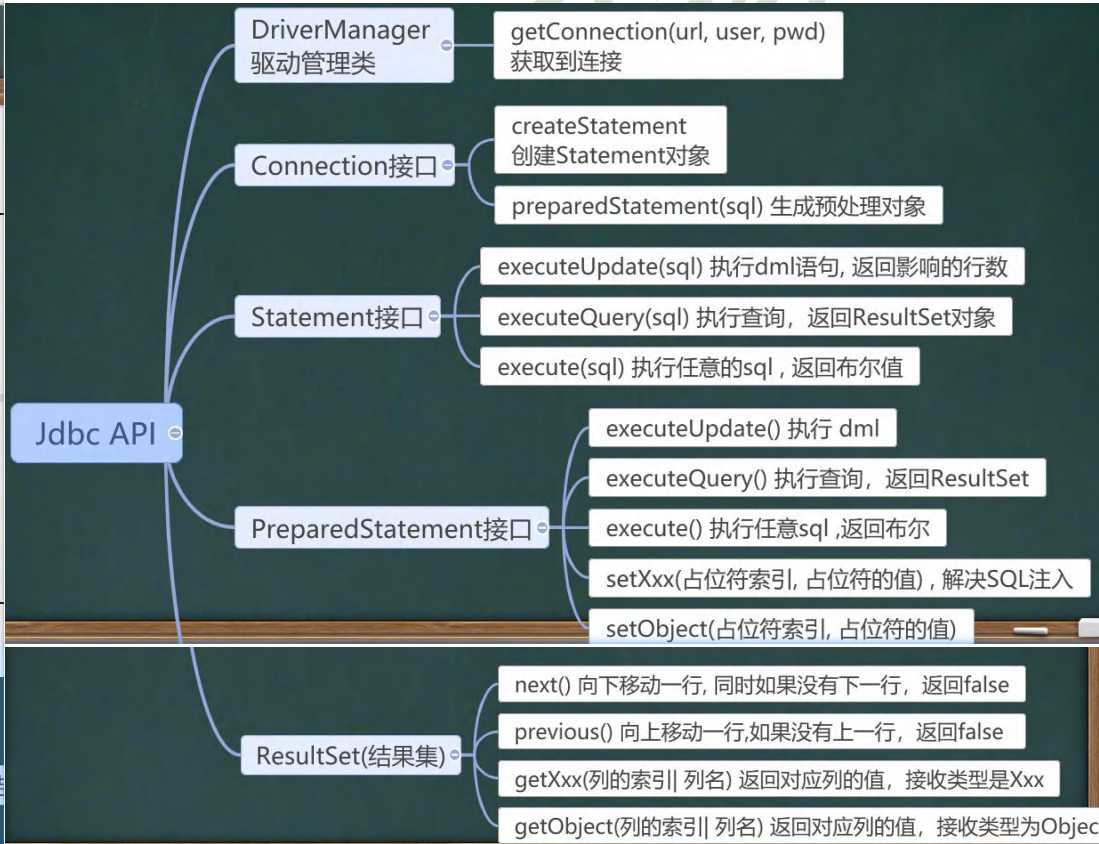 DriverManager
驱动管理类
getConnection(url, user, pwd)
获取到连接
Connection接口
createStatement
创建Statement对象
preparedStatement(sql) 生成预处理对象
Statement接口
executeUpdate(sql) 执行dml语句, 返回影响的行数
executeQuery(sql) 执行查询，返回ResultSet对象
execute(sql) 执行任意的sql , 返回布尔值
Jdbc API
PreparedStatement接口
executeUpdate() 执行 dml
executeQuery() 执行查询，返回ResultSet
execute() 执行任意sql ,返回布尔
setXxx(占位符索引, 占位符的值) , 解决SQL注入
setObject(占位符索引, 占位符的值)
ResultSet(结果集)
next() 向下移动一行, 同时如果没有下一行，返回false
previous() 向上移动一行,如果没有上一行，返回false
getXxx(列的索引| 列名) 返回对应列的值，接收类型是Xxx
getObject(列的索引| 列名) 返回对应列的值，接收类型为Objec